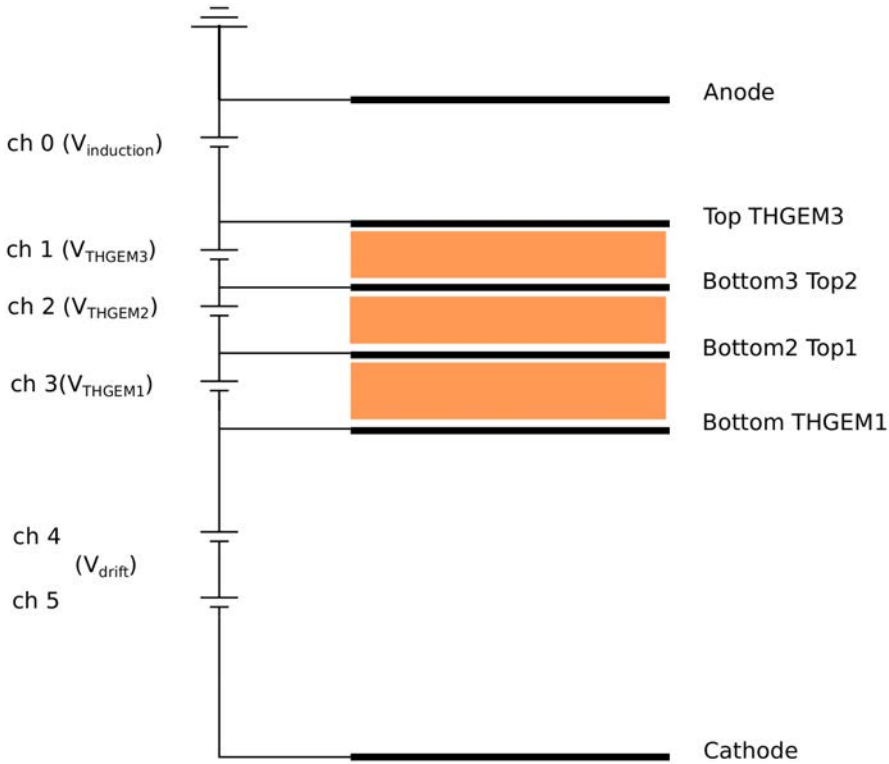 Anode
ch 0 (V_induction)
Top THGEM3
ch 1 (V_THGEM3)
Bottom3 Top2
ch 2 (V_THGEM2)
Bottom2 Top1
ch 3(V_THGEM1)
Bottom THGEM1
ch 4
(V_drift)
ch 5
Cathode